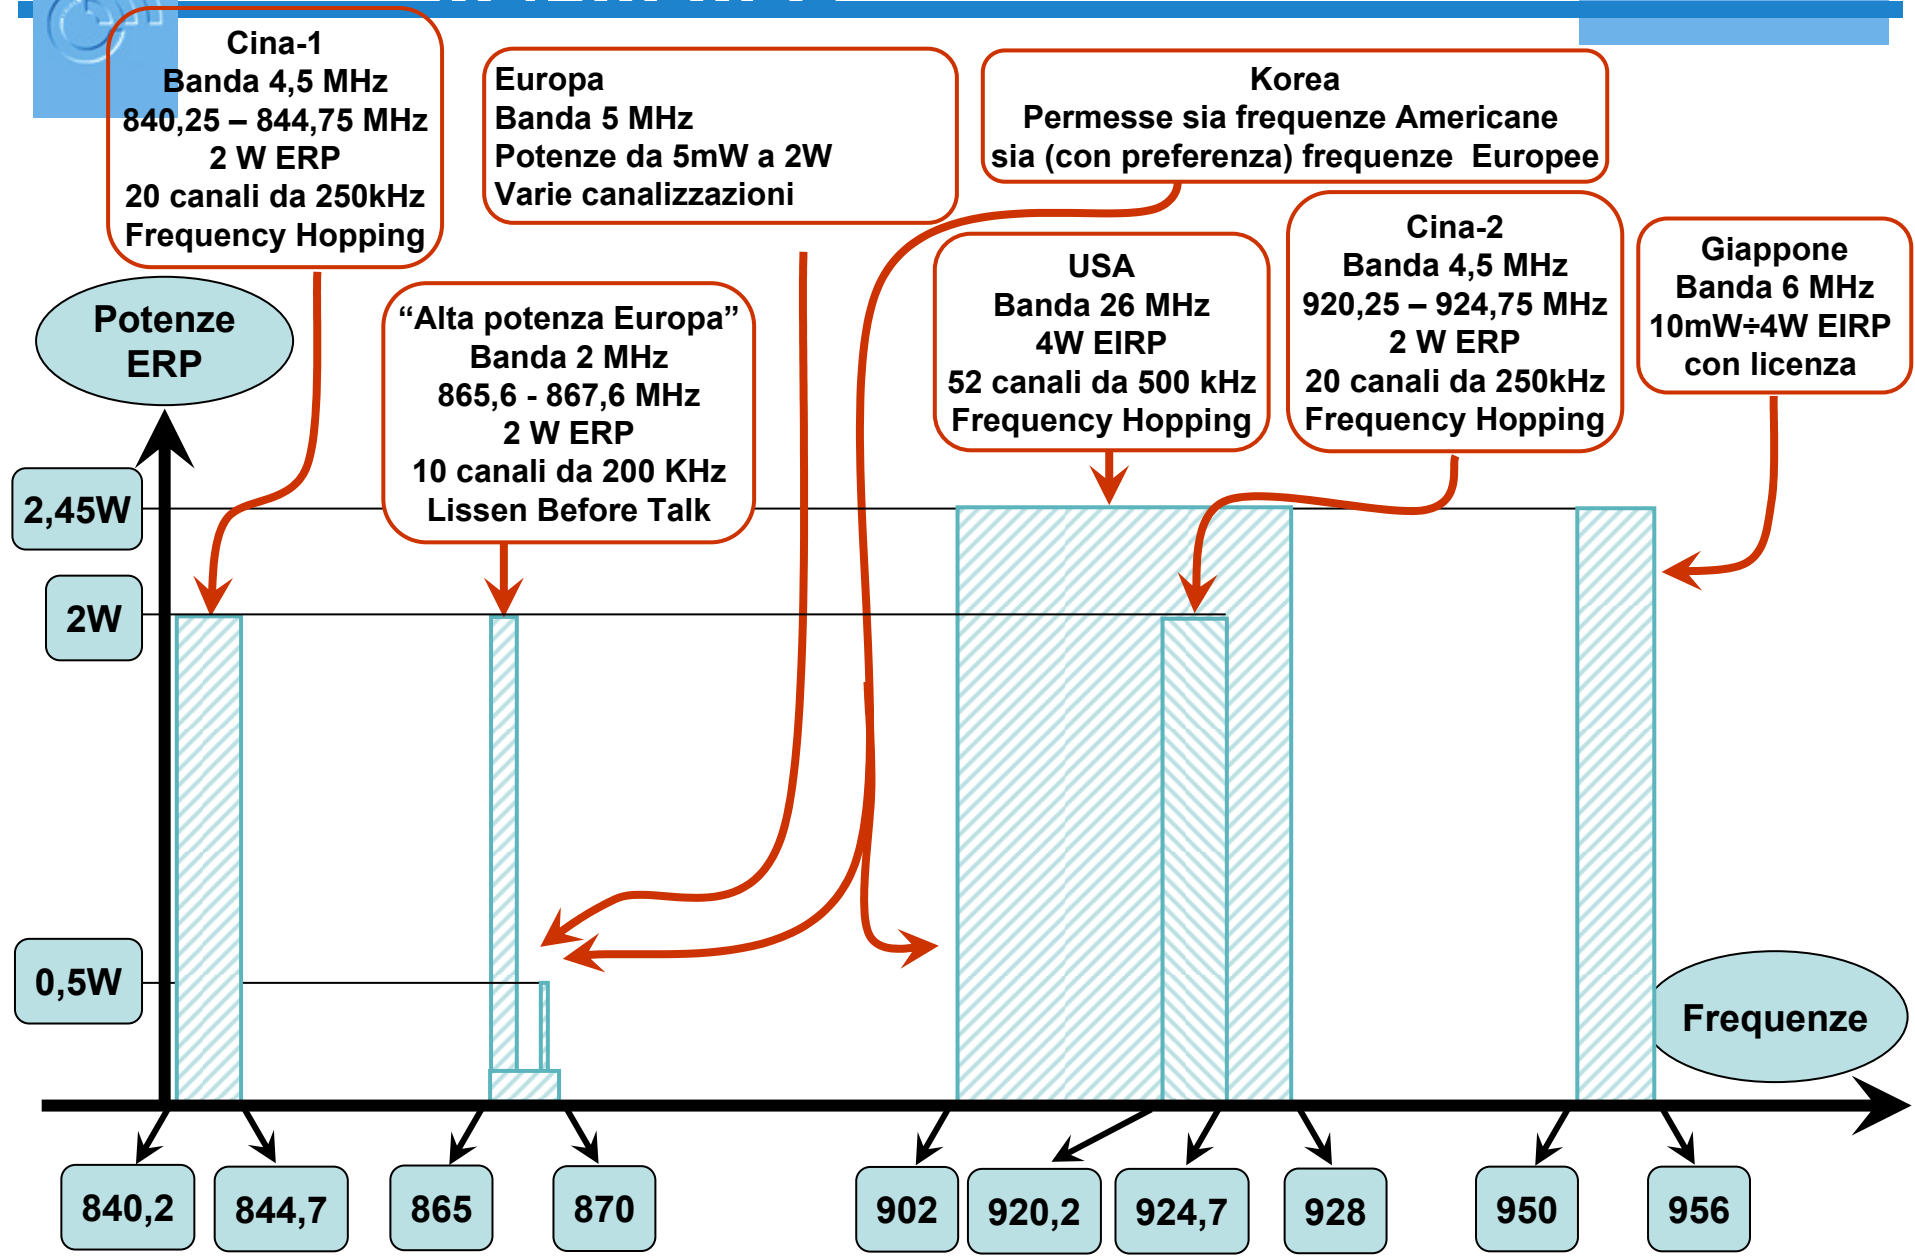 Cina-1
Banda 4,5 MHz
840,25 – 844,75 MHz
2 W ERP
20 canali da 250kHz
Frequency Hopping
Europa
Banda 5 MHz
Potenze da 5mW a 2W
Varie canalizzazioni
Korea
Permesse sia frequenze Americane
sia (con preferenza) frequenze Europee
“Alta potenza Europa”
Banda 2 MHz
865,6 - 867,6 MHz
2 W ERP
10 canali da 200 KHz
Lissen Before Talk
USA
Banda 26 MHz
4W EIRP
52 canali da 500 kHz
Frequency Hopping
Cina-2
Banda 4,5 MHz
920,25 – 924,75 MHz
2 W ERP
20 canali da 250kHz
Frequency Hopping
Giappone
Banda 6 MHz
10mW÷4W EIRP
con licenza
Potenze
ERP
2,45W
2W
0,5W
Frequenze
840,2
844,7
865
870
902
920,2
924,7
928
950
956